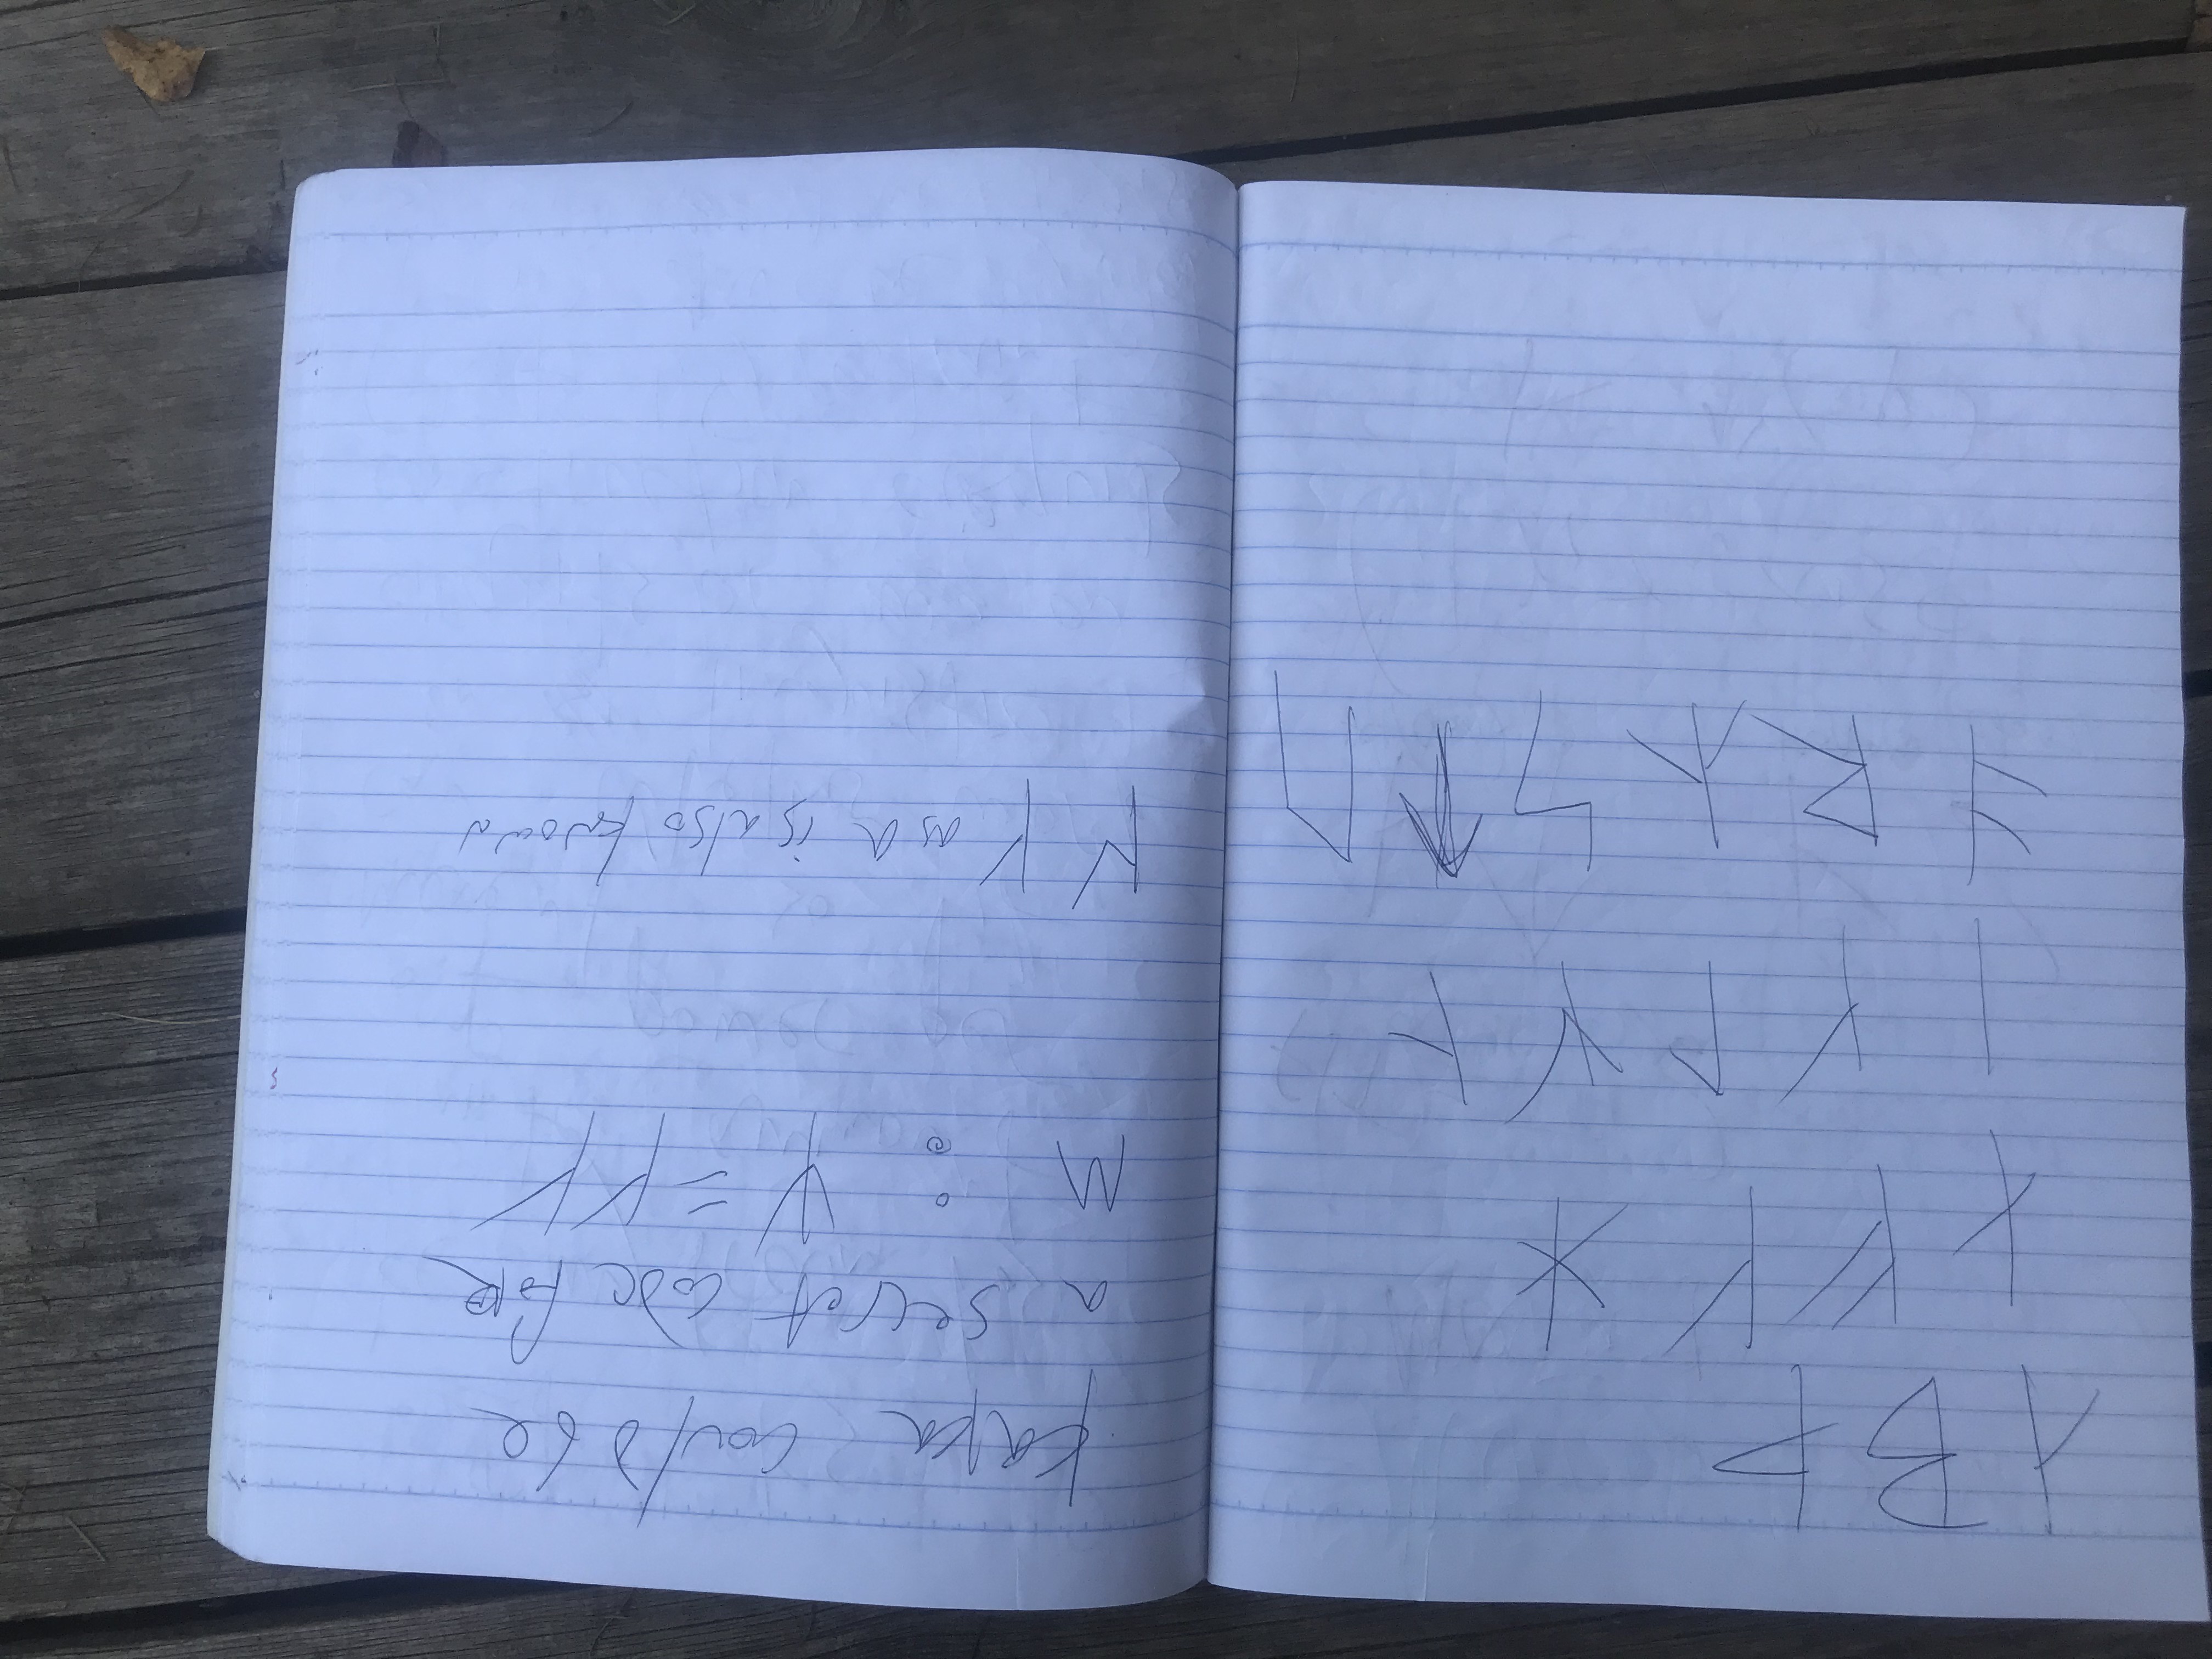 ᛅ ᛒ ᚦ
ᚬ ᚠ ᚴ ᚼ
ᛁ ᚴ ᛚ ᛘ ᚾ
ᚱ ᛦ ᛋ ᛏ ᚢ
kaka could be
a secret code for
M : ᛘ = ᚴᚴ
ᚴ ᚴ as a is also known